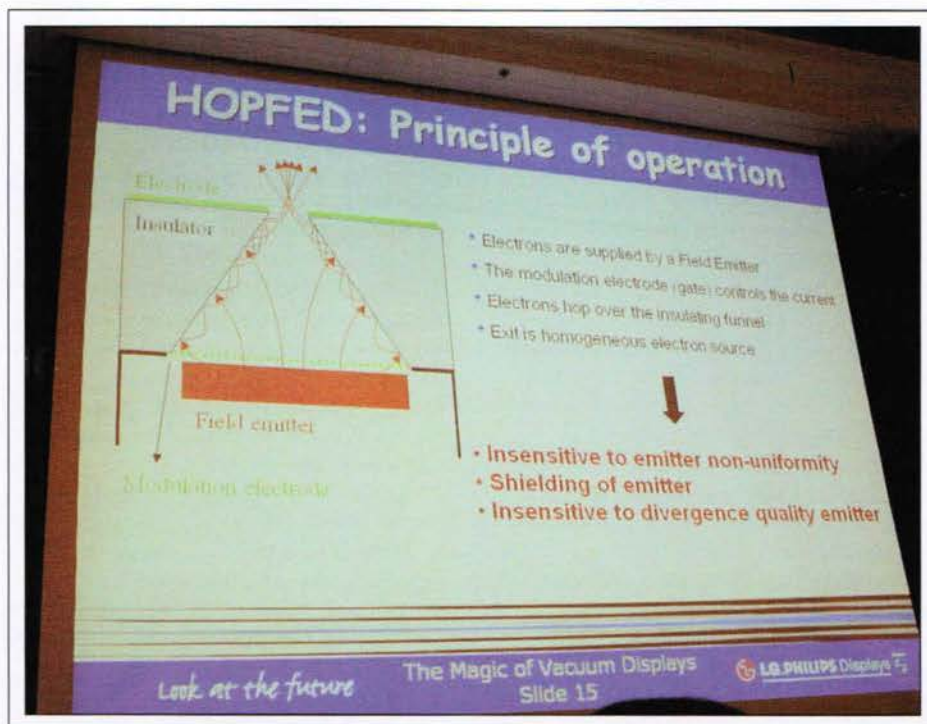 HOPFED: Principle of operation
Electrode
Insulator
Field emitter
Modulation electrode
* Electrons are supplied by a Field Emitter
* The modulation electrode (gate) controls the current
* Electrons hop over the insulating funnel
* Exit is homogeneous electron source
• Insensitive to emitter non-uniformity
• Shielding of emitter
• Insensitive to divergence quality emitter
Look at the future
The Magic of Vacuum Displays
Slide 15
LG.PHILIPS Displays